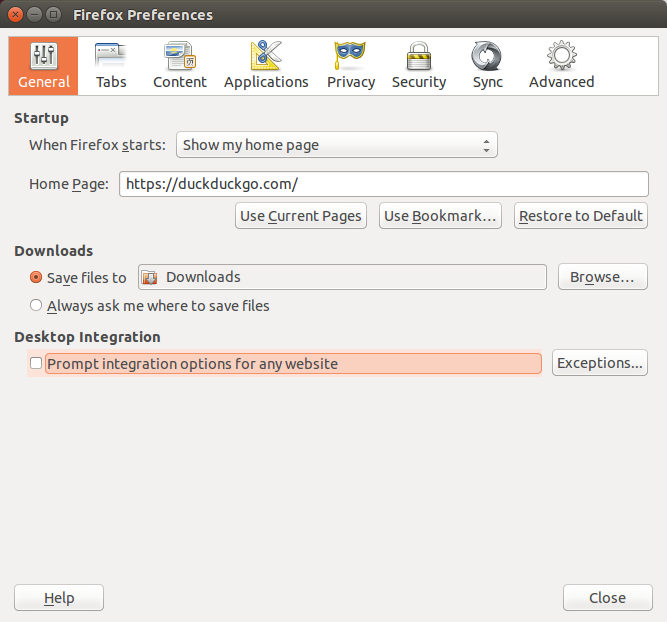 Firefox Preferences
General Tabs Content Applications Privacy Security Sync Advanced
Startup
When Firefox starts: Show my home page
Home Page: https://duckduckgo.com/
Use Current Pages Use Bookmark... Restore to Default
Downloads
Save files to Downloads Browse...
Always ask me where to save files
Desktop Integration
Prompt integration options for any website Exceptions...
Help Close